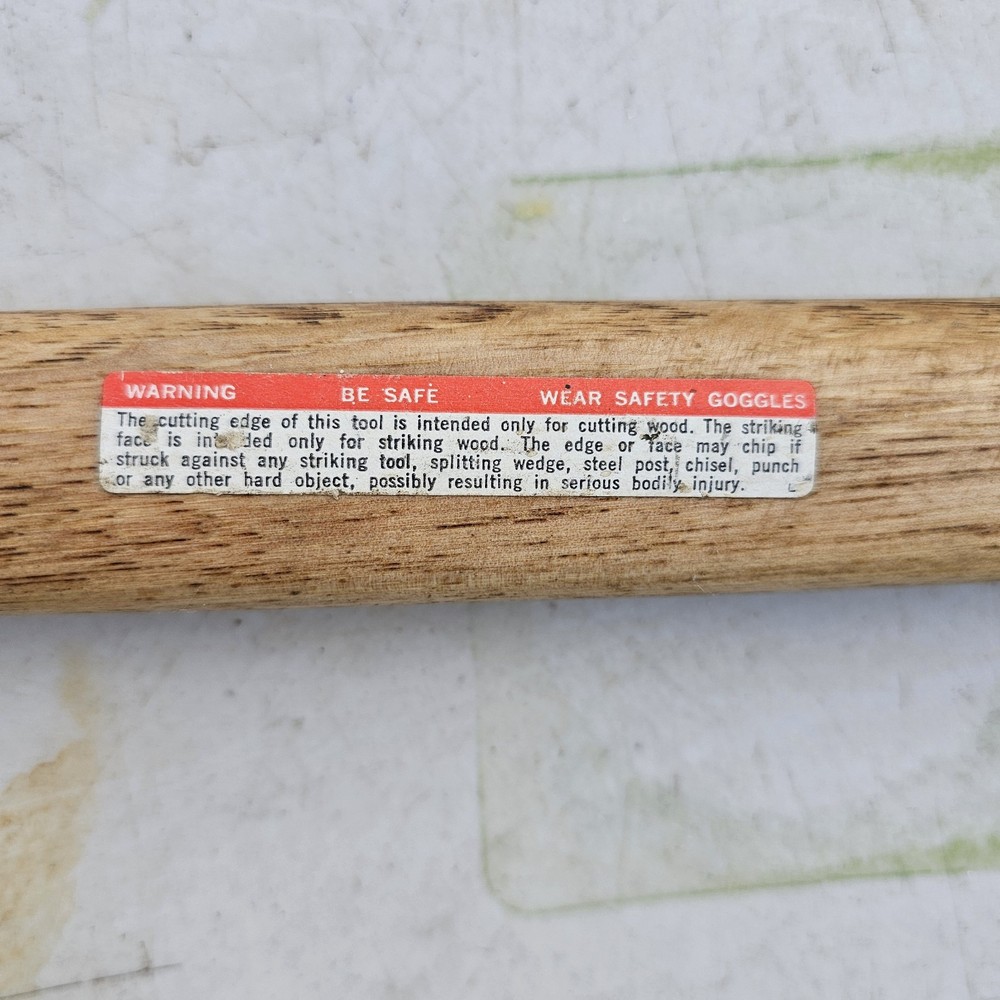 WARNING BE SAFE WEAR SAFETY GOGGLES
The cutting edge of this tool is intended only for cutting wood. The striking
face is intended only for striking wood. The edge or face may chip if
struck against any striking tool, splitting wedge, steel post, chisel, punch
or any other hard object, possibly resulting in serious bodily injury.